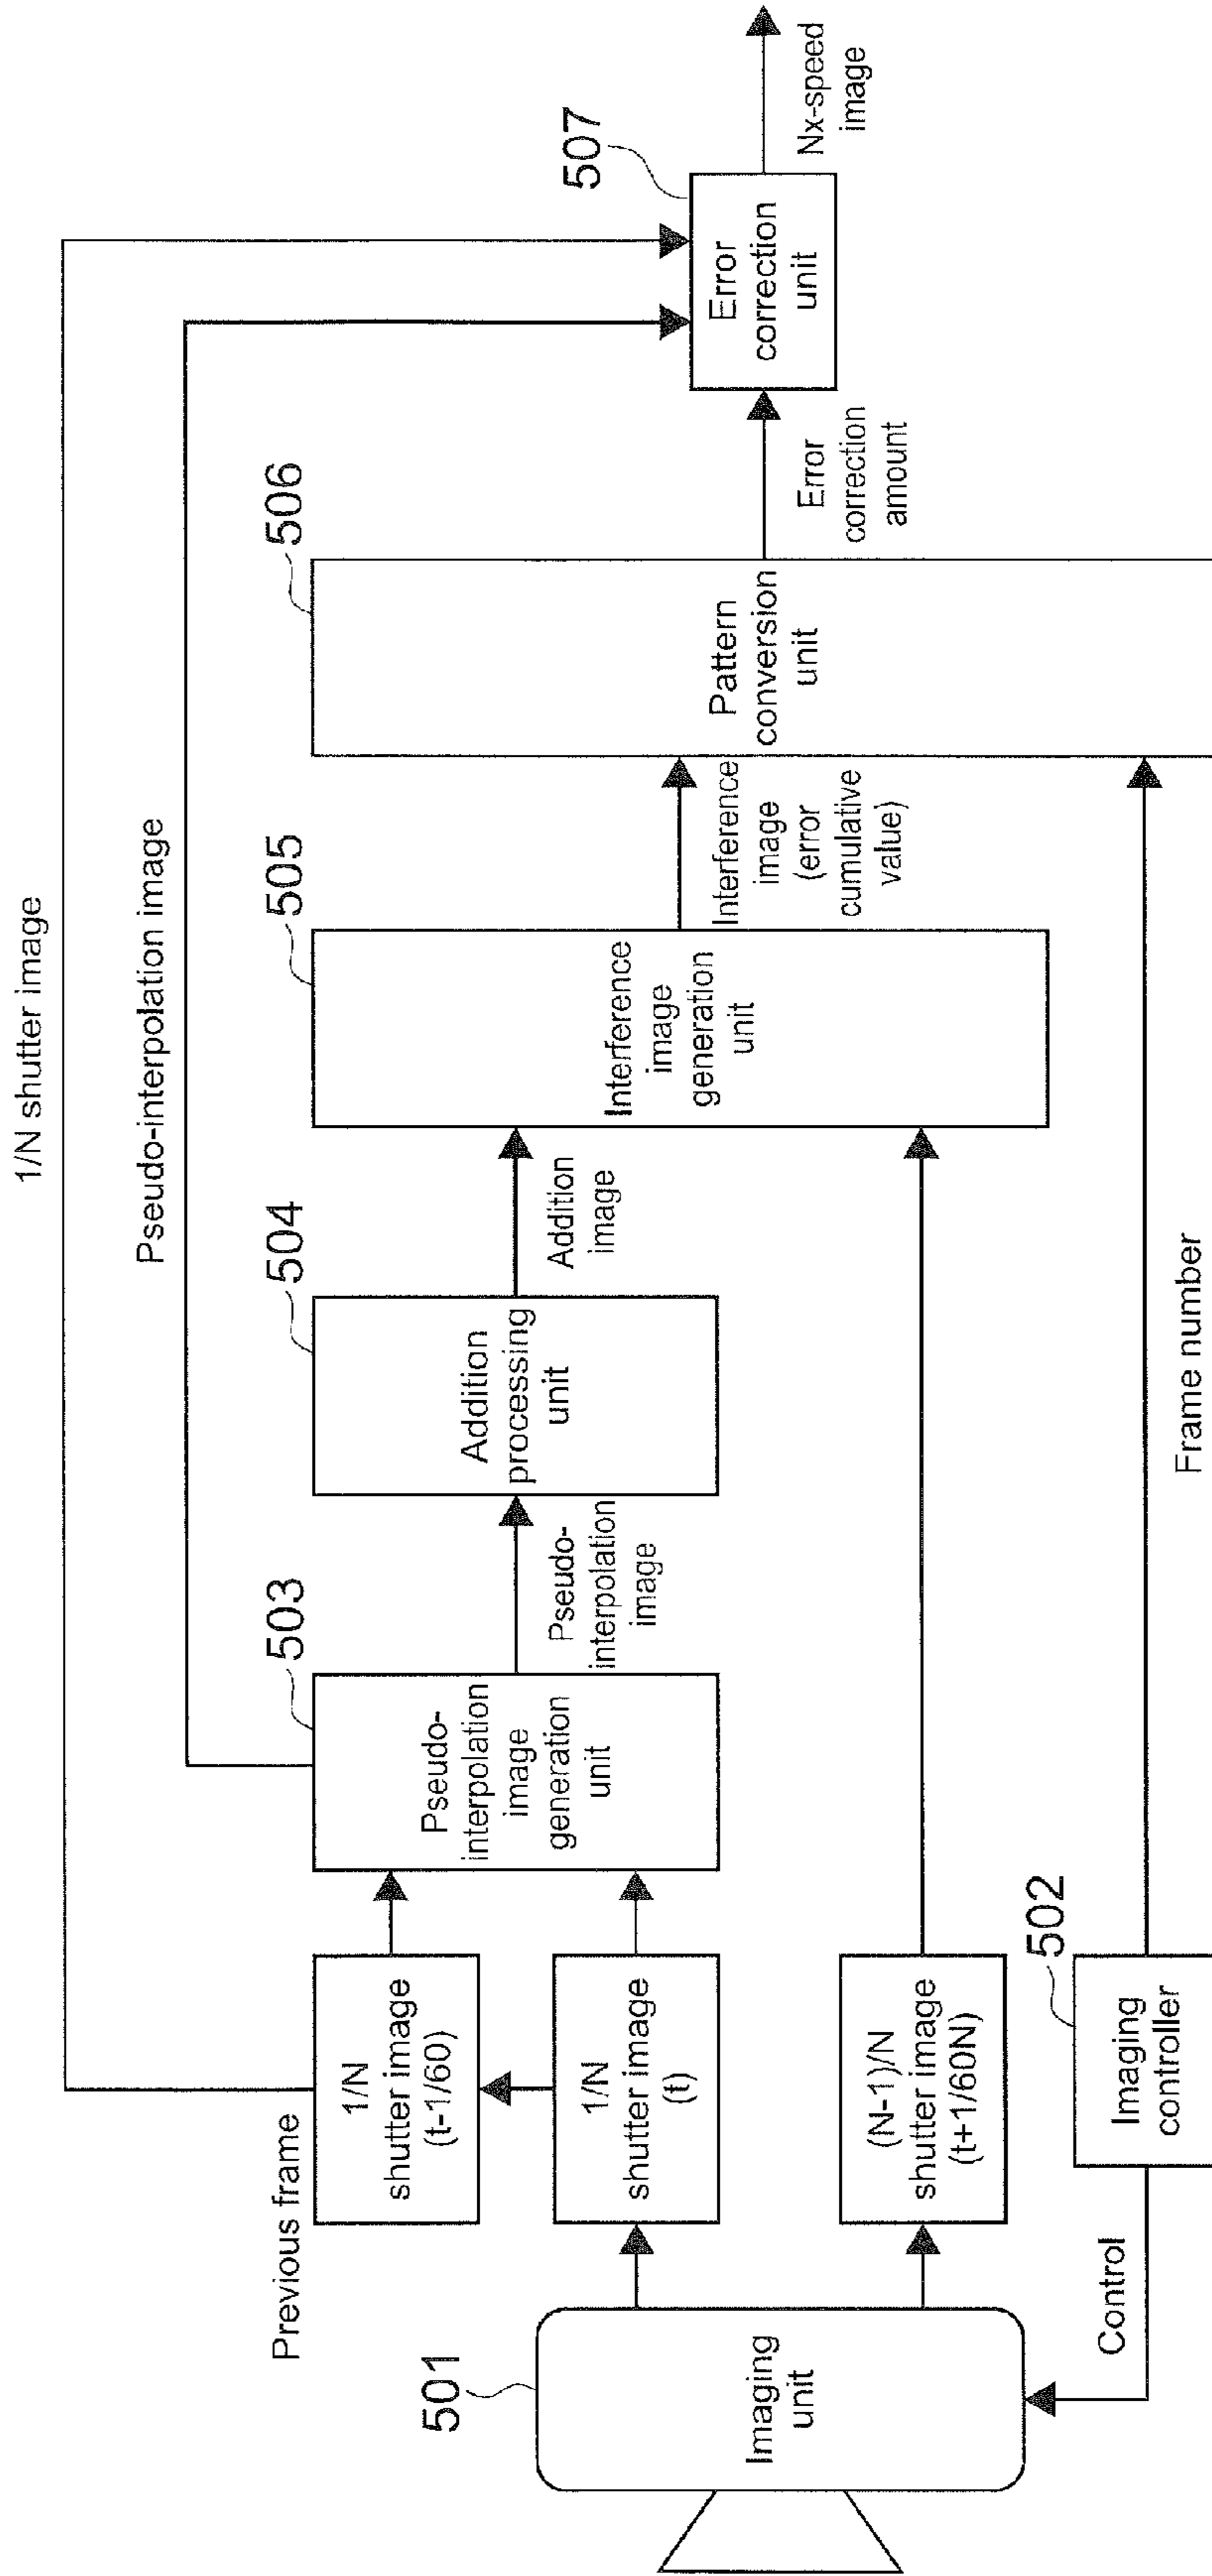 1/N shutter image
Pseudo-interpolation image
Previous frame
501
Imaging
unit
Control
502
Imaging
controller
1/N
shutter image
(t-1/60)
1/N
shutter image
(t)
(N-1)/N
shutter image
(t+1/60N)
503
Pseudo-
interpolation
image
generation
unit
Pseudo-
interpolation
image
504
Addition
processing
unit
Addition
image
505
Interference
image
generation
unit
Interference
image
(error
cumulative
value)
Frame number
506
Pattern
conversion
unit
Error
correction
amount
507
Error
correction
unit
Nx-speed
image